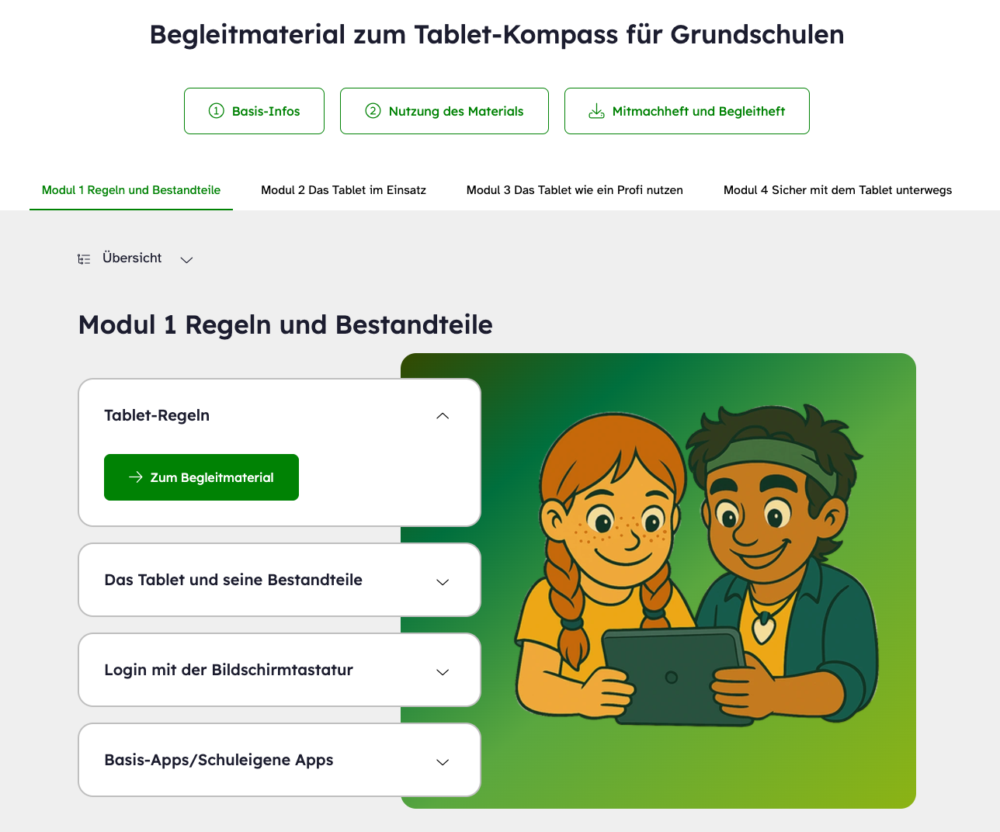 Begleitmaterial zum Tablet-Kompass für Grundschulen
1 Basis-Infos
2 Nutzung des Materials
Mitmachheft und Begleitheft
Modul 1 Regeln und Bestandteile
Modul 2 Das Tablet im Einsatz
Modul 3 Das Tablet wie ein Profi nutzen
Modul 4 Sicher mit dem Tablet unterwegs
Übersicht
Modul 1 Regeln und Bestandteile
Tablet-Regeln
Zum Begleitmaterial
Das Tablet und seine Bestandteile
Login mit der Bildschirmtastatur
Basis-Apps/Schuleigene Apps